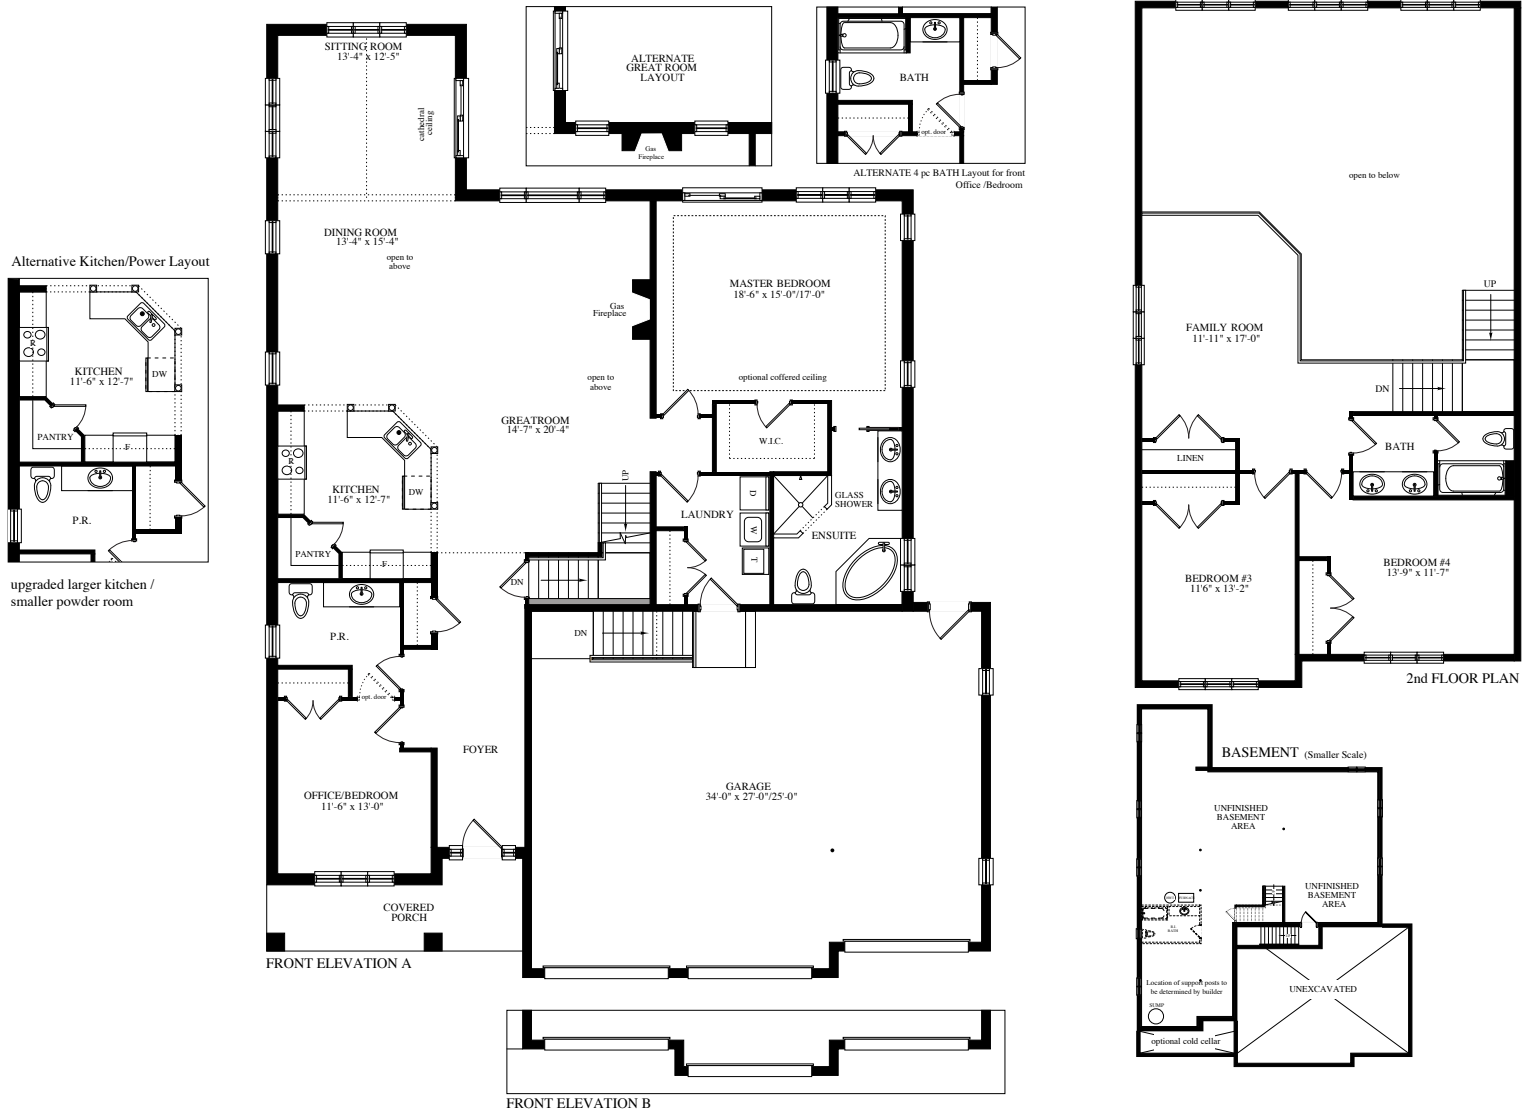 SITTING ROOM
13'-4" x 12'-5"
cathedral
ceiling
DINING ROOM
13'-4" x 15'-4"
open to
above
Gas
Fireplace
open to
above
GREATROOM
14'-7" x 20'-4"
MASTER BEDROOM
18'-6" x 15'-0"/17'-0"
optional coffered ceiling
W.I.C.
KITCHEN
11'-6" x 12'-7"
R
DW
PANTRY
F
UP
DN
LAUNDRY
D
W
T
GLASS
SHOWER
ENSUITE
P.R.
opt. door
FOYER
OFFICE/BEDROOM
11'-6" x 13'-0"
DN
GARAGE
34'-0" x 27'-0"/25'-0"
COVERED
PORCH
FRONT ELEVATION A
FRONT ELEVATION B
ALTERNATE
GREAT ROOM
LAYOUT
Gas
Fireplace
BATH
opt. door
ALTERNATE 4 pc BATH Layout for front
Office /Bedroom
Alternative Kitchen/Power Layout
R
KITCHEN
11'-6" x 12'-7"
DW
PANTRY
F
P.R.
upgraded larger kitchen /
smaller powder room
open to below
UP
FAMILY ROOM
11'-11" x 17'-0"
DN
LINEN
BATH
BEDROOM #3
11'6" x 13'-2"
BEDROOM #4
13'-9" x 11'-7"
2nd FLOOR PLAN
BASEMENT (Smaller Scale)
UNFINISHED
BASEMENT
AREA
UNFINISHED
BASEMENT
AREA
Location of support posts to
be determined by builder
SUMP
UNEXCAVATED
optional cold cellar